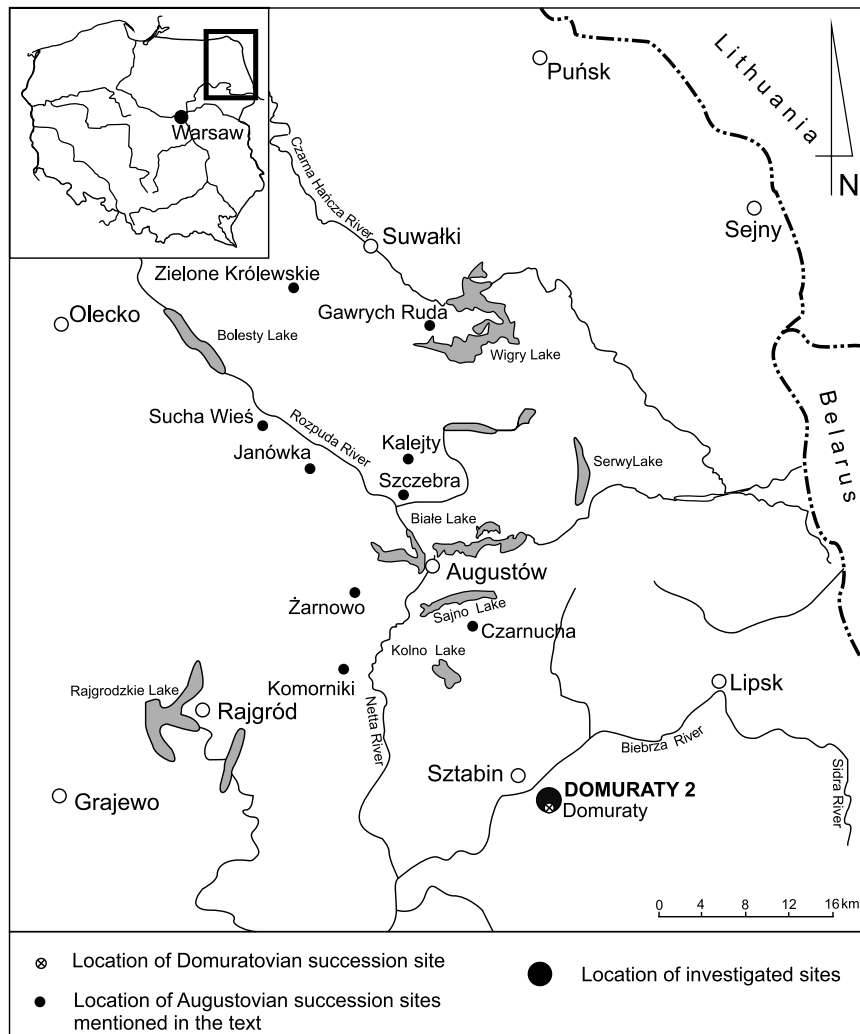 Warsaw
Puńsk
Lithuania
N
Czarna Hańcza River
Suwałki
Sejny
Zielone Królewskie
Olecko
Gawrych Ruda
Bolesty Lake
Wigry Lake
Belarus
Sucha Wieś
Rozpuda River
Kalejty
Janówka
SerwyLake
Szczebra
Białe Lake
Augustów
Żarnowo
Sajno Lake
Czarnucha
Kolno Lake
Komorniki
Rajgrodzkie Lake
Lipsk
Rajgród
Netta River
Biebrza River
Sztabin
Sidra River
DOMURATY 2
Domuraty
Grajewo
0 4 8 12 16 km
Location of Domuratovian succession site
Location of Augustovian succession sites
mentioned in the text
Location of investigated sites